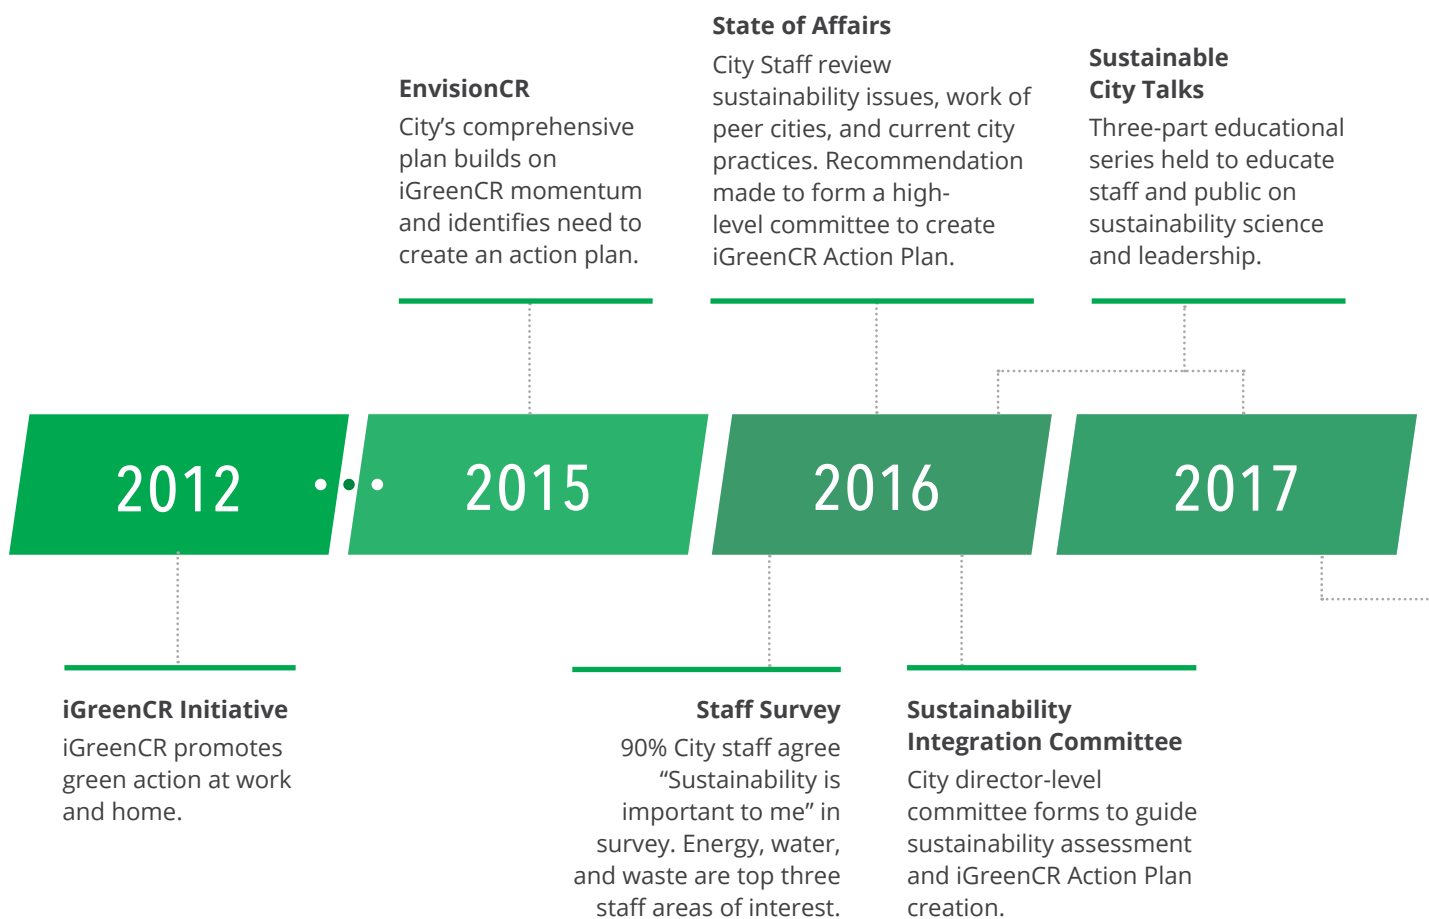 State of Affairs
City Staff review
sustainability issues, work of
peer cities, and current city
practices. Recommendation
made to form a high-
level committee to create
iGreenCR Action Plan.
Sustainable
City Talks
Three-part educational
series held to educate
staff and public on
sustainability science
and leadership.
EnvisionCR
City's comprehensive
plan builds on
iGreenCR momentum
and identifies need to
create an action plan.
2012
2015
2016
2017
iGreenCR Initiative
iGreenCR promotes
green action at work
and home.
Staff Survey
90% City staff agree
“Sustainability is
important to me” in
survey. Energy, water,
and waste are top three
staff areas of interest.
Sustainability
Integration Committee
City director-level
committee forms to guide
sustainability assessment
and iGreenCR Action Plan
creation.